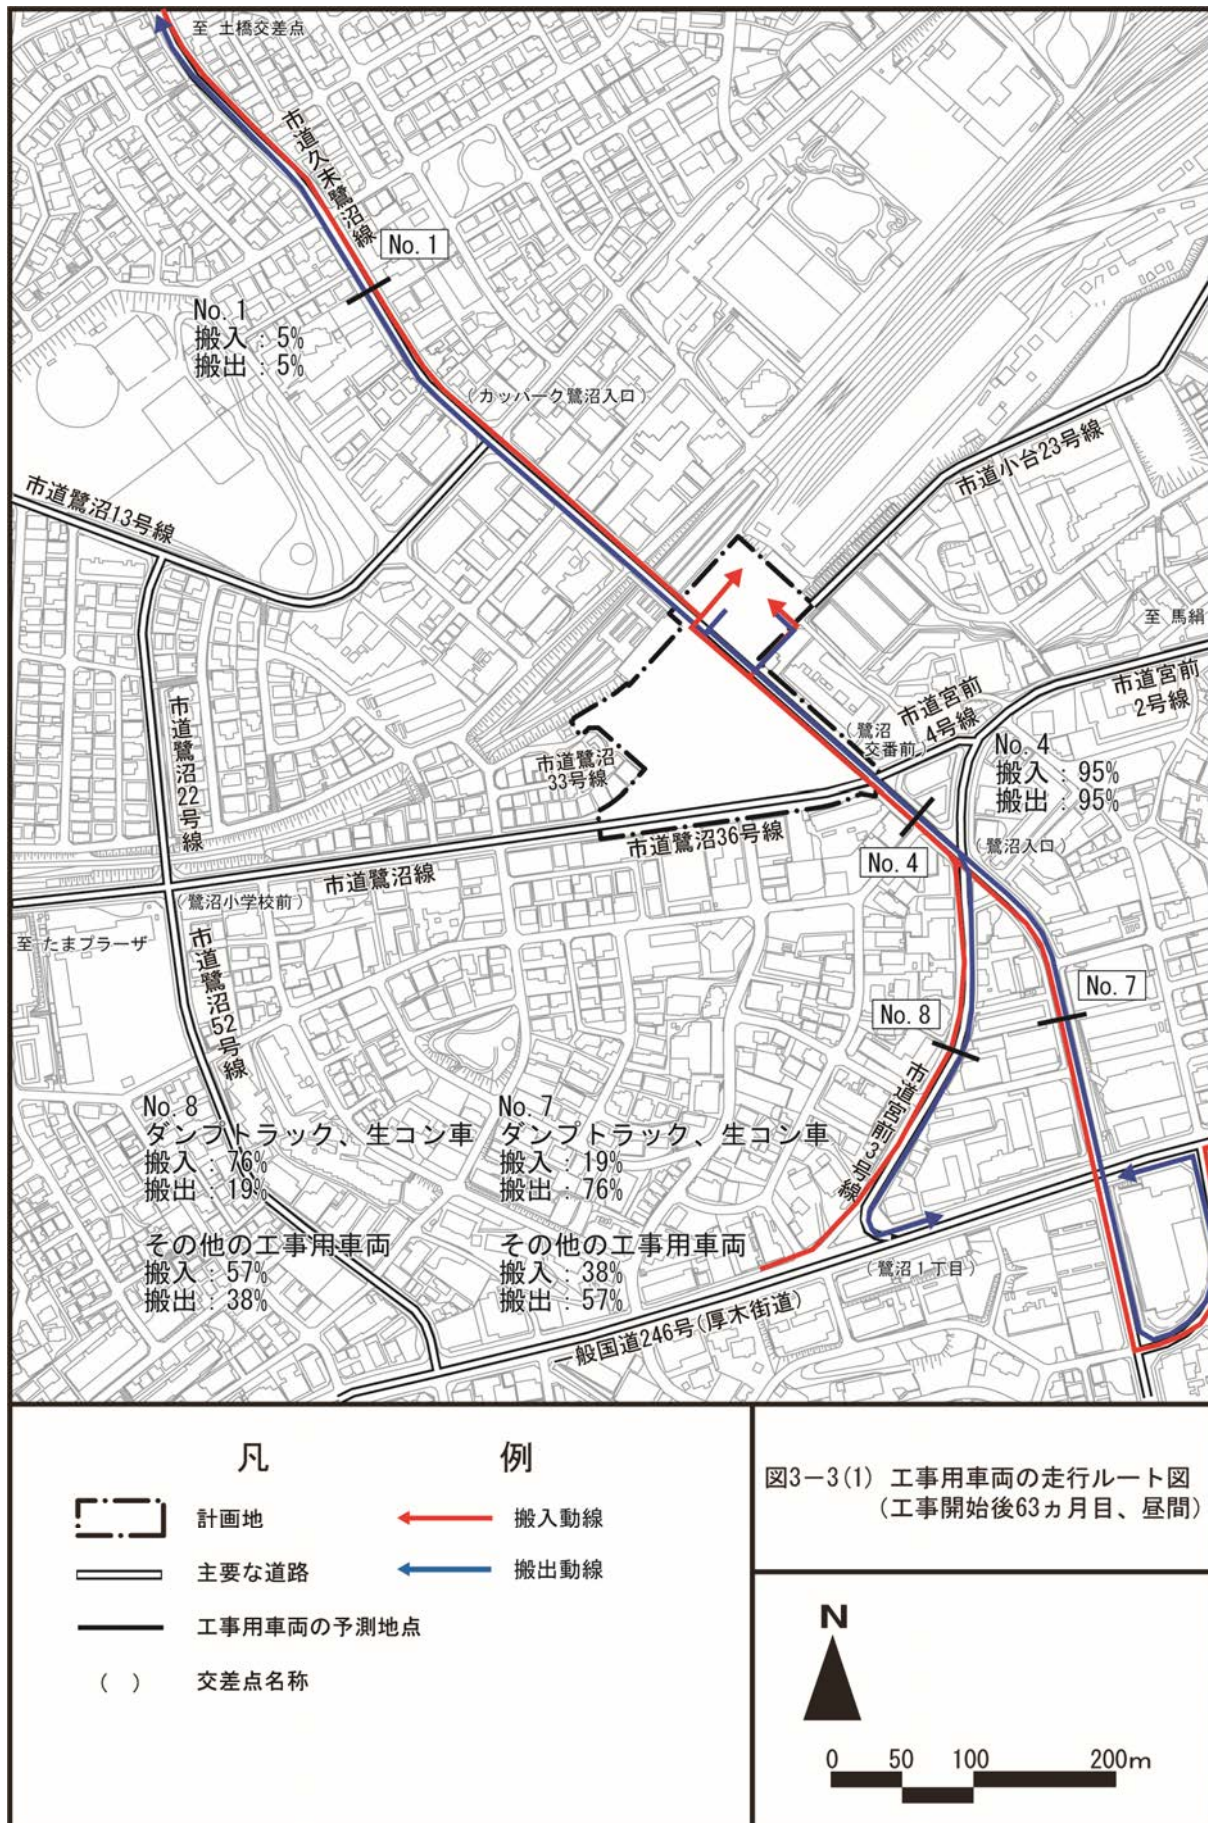 至 土橋交差点
市道久末鷺沼線
No. 1
No. 1
搬入：5%
搬出：5%
（カッパーク鷺沼入口）
市道小台23号線
市道鷺沼13号線
至 馬絹
市道宮前
2号線
市道宮前
4号線
（鷺沼
交番前）
市道鷺沼
22号線
市道鷺沼
33号線
No. 4
搬入：95%
搬出：95%
市道鷺沼36号線
（鷺沼入口）
No. 4
市道鷺沼線
（鷺沼小学校前）
至 たまプラーザ
市道鷺沼52号線
No. 7
No. 8
市道宮前3号線
No. 8
ダンプトラック、生コン車
搬入：76%
搬出：19%
その他の工事用車両
搬入：57%
搬出：38%
No. 7
ダンプトラック、生コン車
搬入：19%
搬出：76%
その他の工事用車両
搬入：38%
搬出：57%
（鷺沼１丁目）
一般国道246号(厚木街道)
凡 例
計画地
主要な道路
工事用車両の予測地点
（ ） 交差点名称
搬入動線
搬出動線
図3－3(1) 工事用車両の走行ルート図
（工事開始後63ヵ月目、昼間）
N
0 50 100 200m